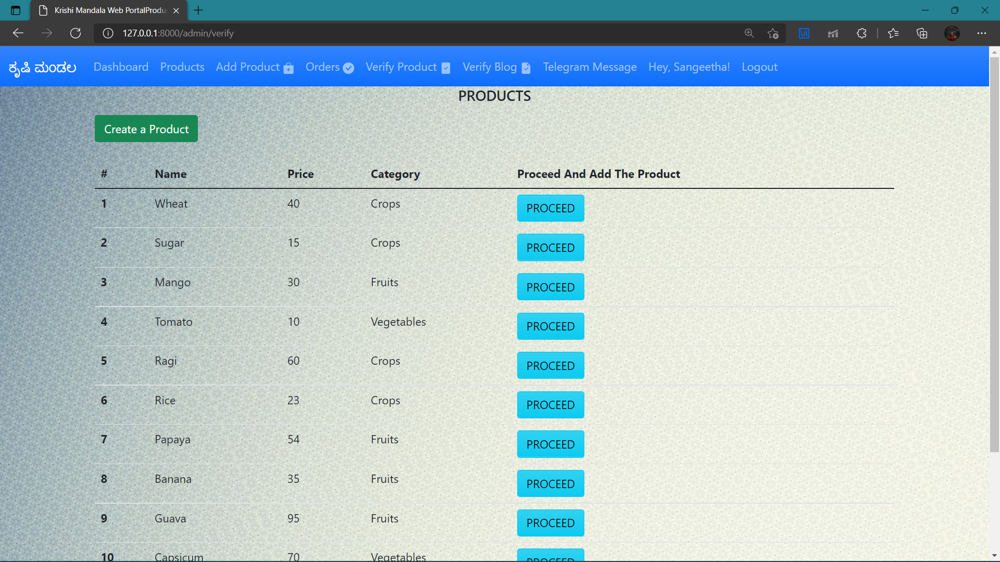 Krishi Mandala Web PortalProdu
127.0.0.1:8000/admin/verify
ಕೃಷಿ ಮಂಡಲ Dashboard Products Add Product Orders Verify Product Verify Blog Telegram Message Hey, Sangeetha! Logout
PRODUCTS
Create a Product
# Name Price Category Proceed And Add The Product
1 Wheat 40 Crops PROCEED
2 Sugar 15 Crops PROCEED
3 Mango 30 Fruits PROCEED
4 Tomato 10 Vegetables PROCEED
5 Ragi 60 Crops PROCEED
6 Rice 23 Crops PROCEED
7 Papaya 54 Fruits PROCEED
8 Banana 35 Fruits PROCEED
9 Guava 95 Fruits PROCEED
10 Capsicum 70 Vegetables PROCEED